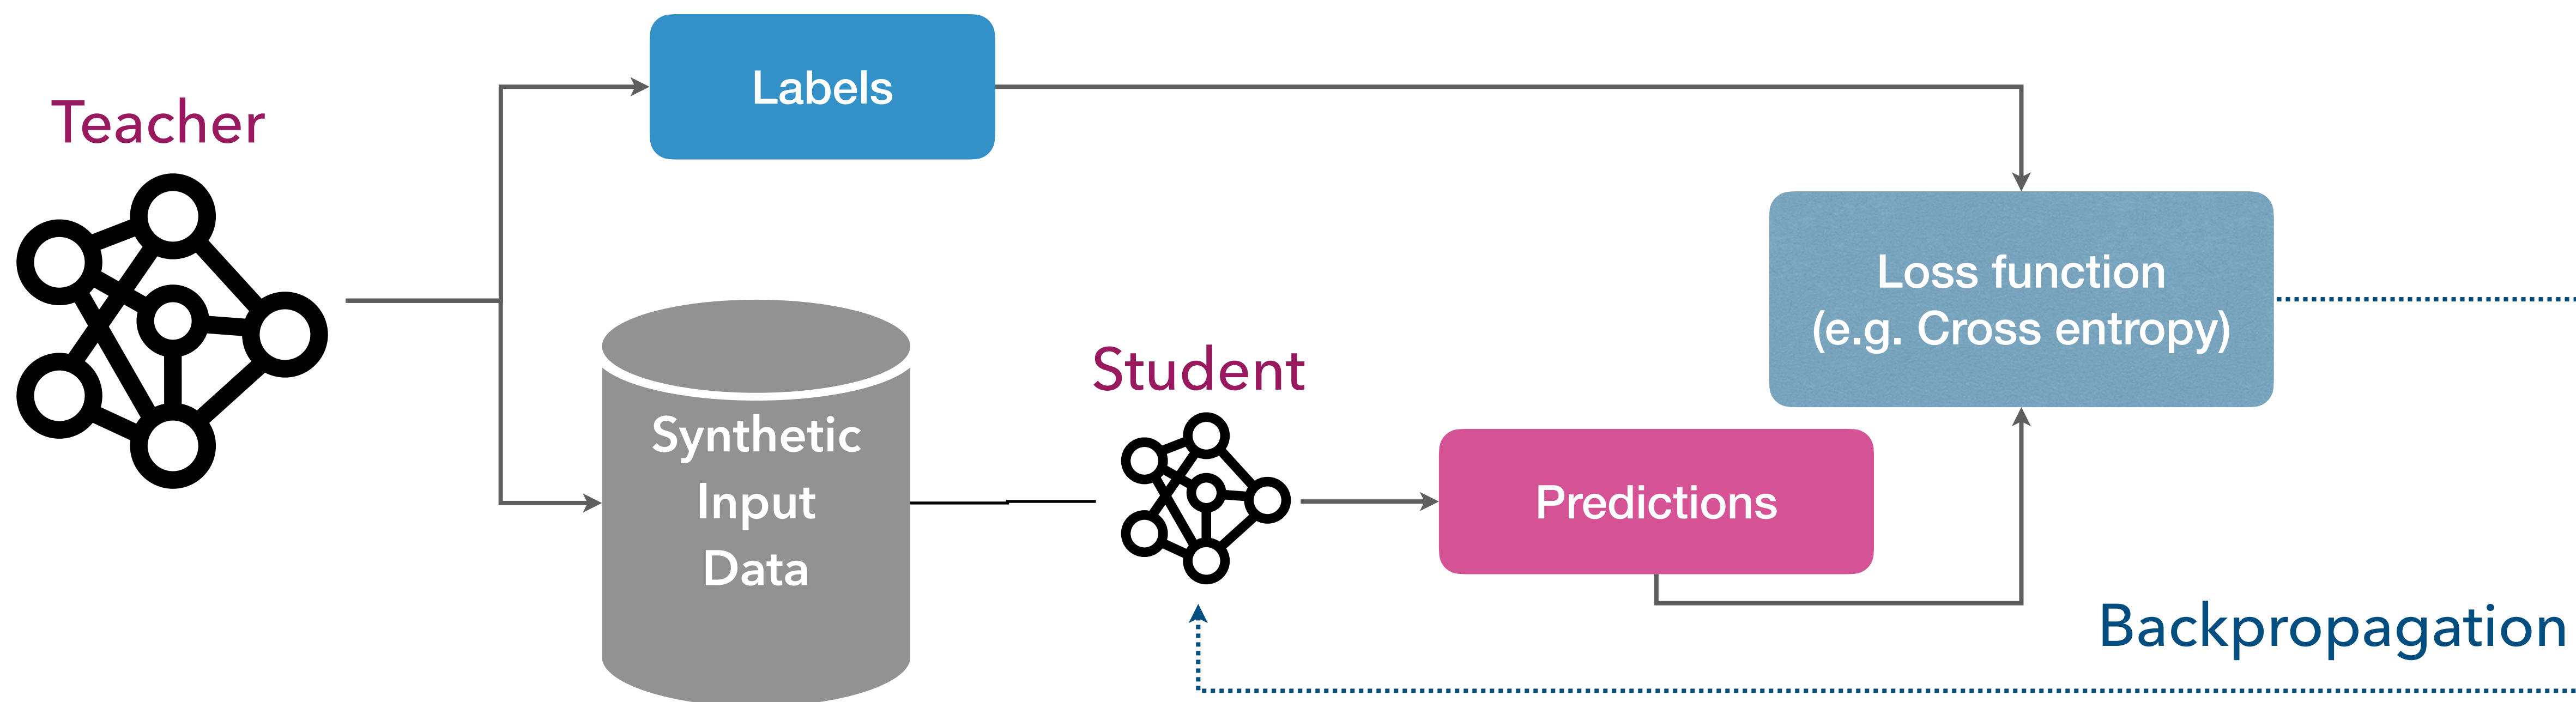 Teacher
Labels
Synthetic
Input
Data
Student
Predictions
Loss function
(e.g. Cross entropy)
Backpropagation